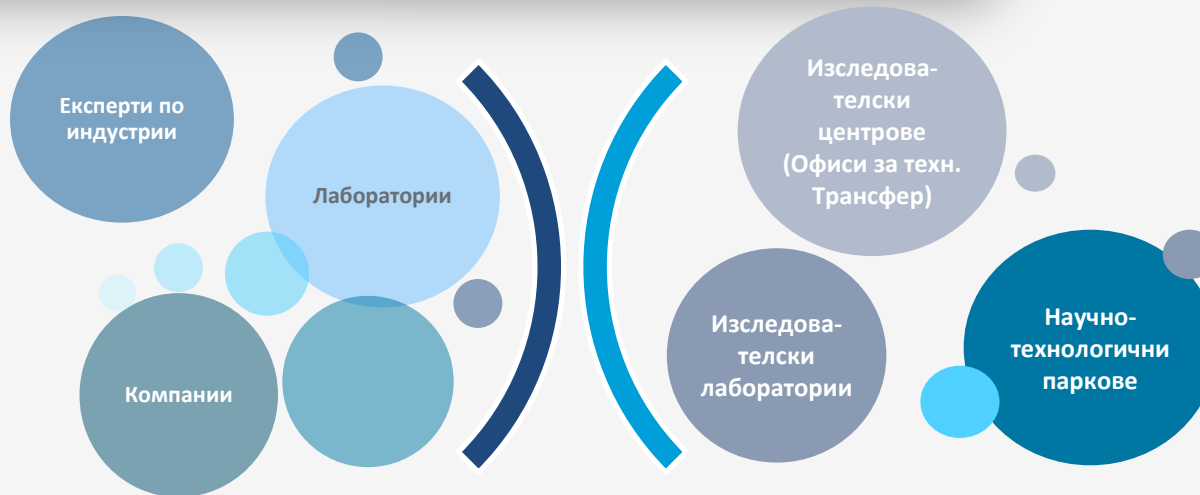 Експерти по
индустрии
Лаборатории
Компании
Изследова-
телски
центрове
(Офиси за техн.
Трансфер)
Изследова-
телски
лаборатории
Научно-
технологични
паркове